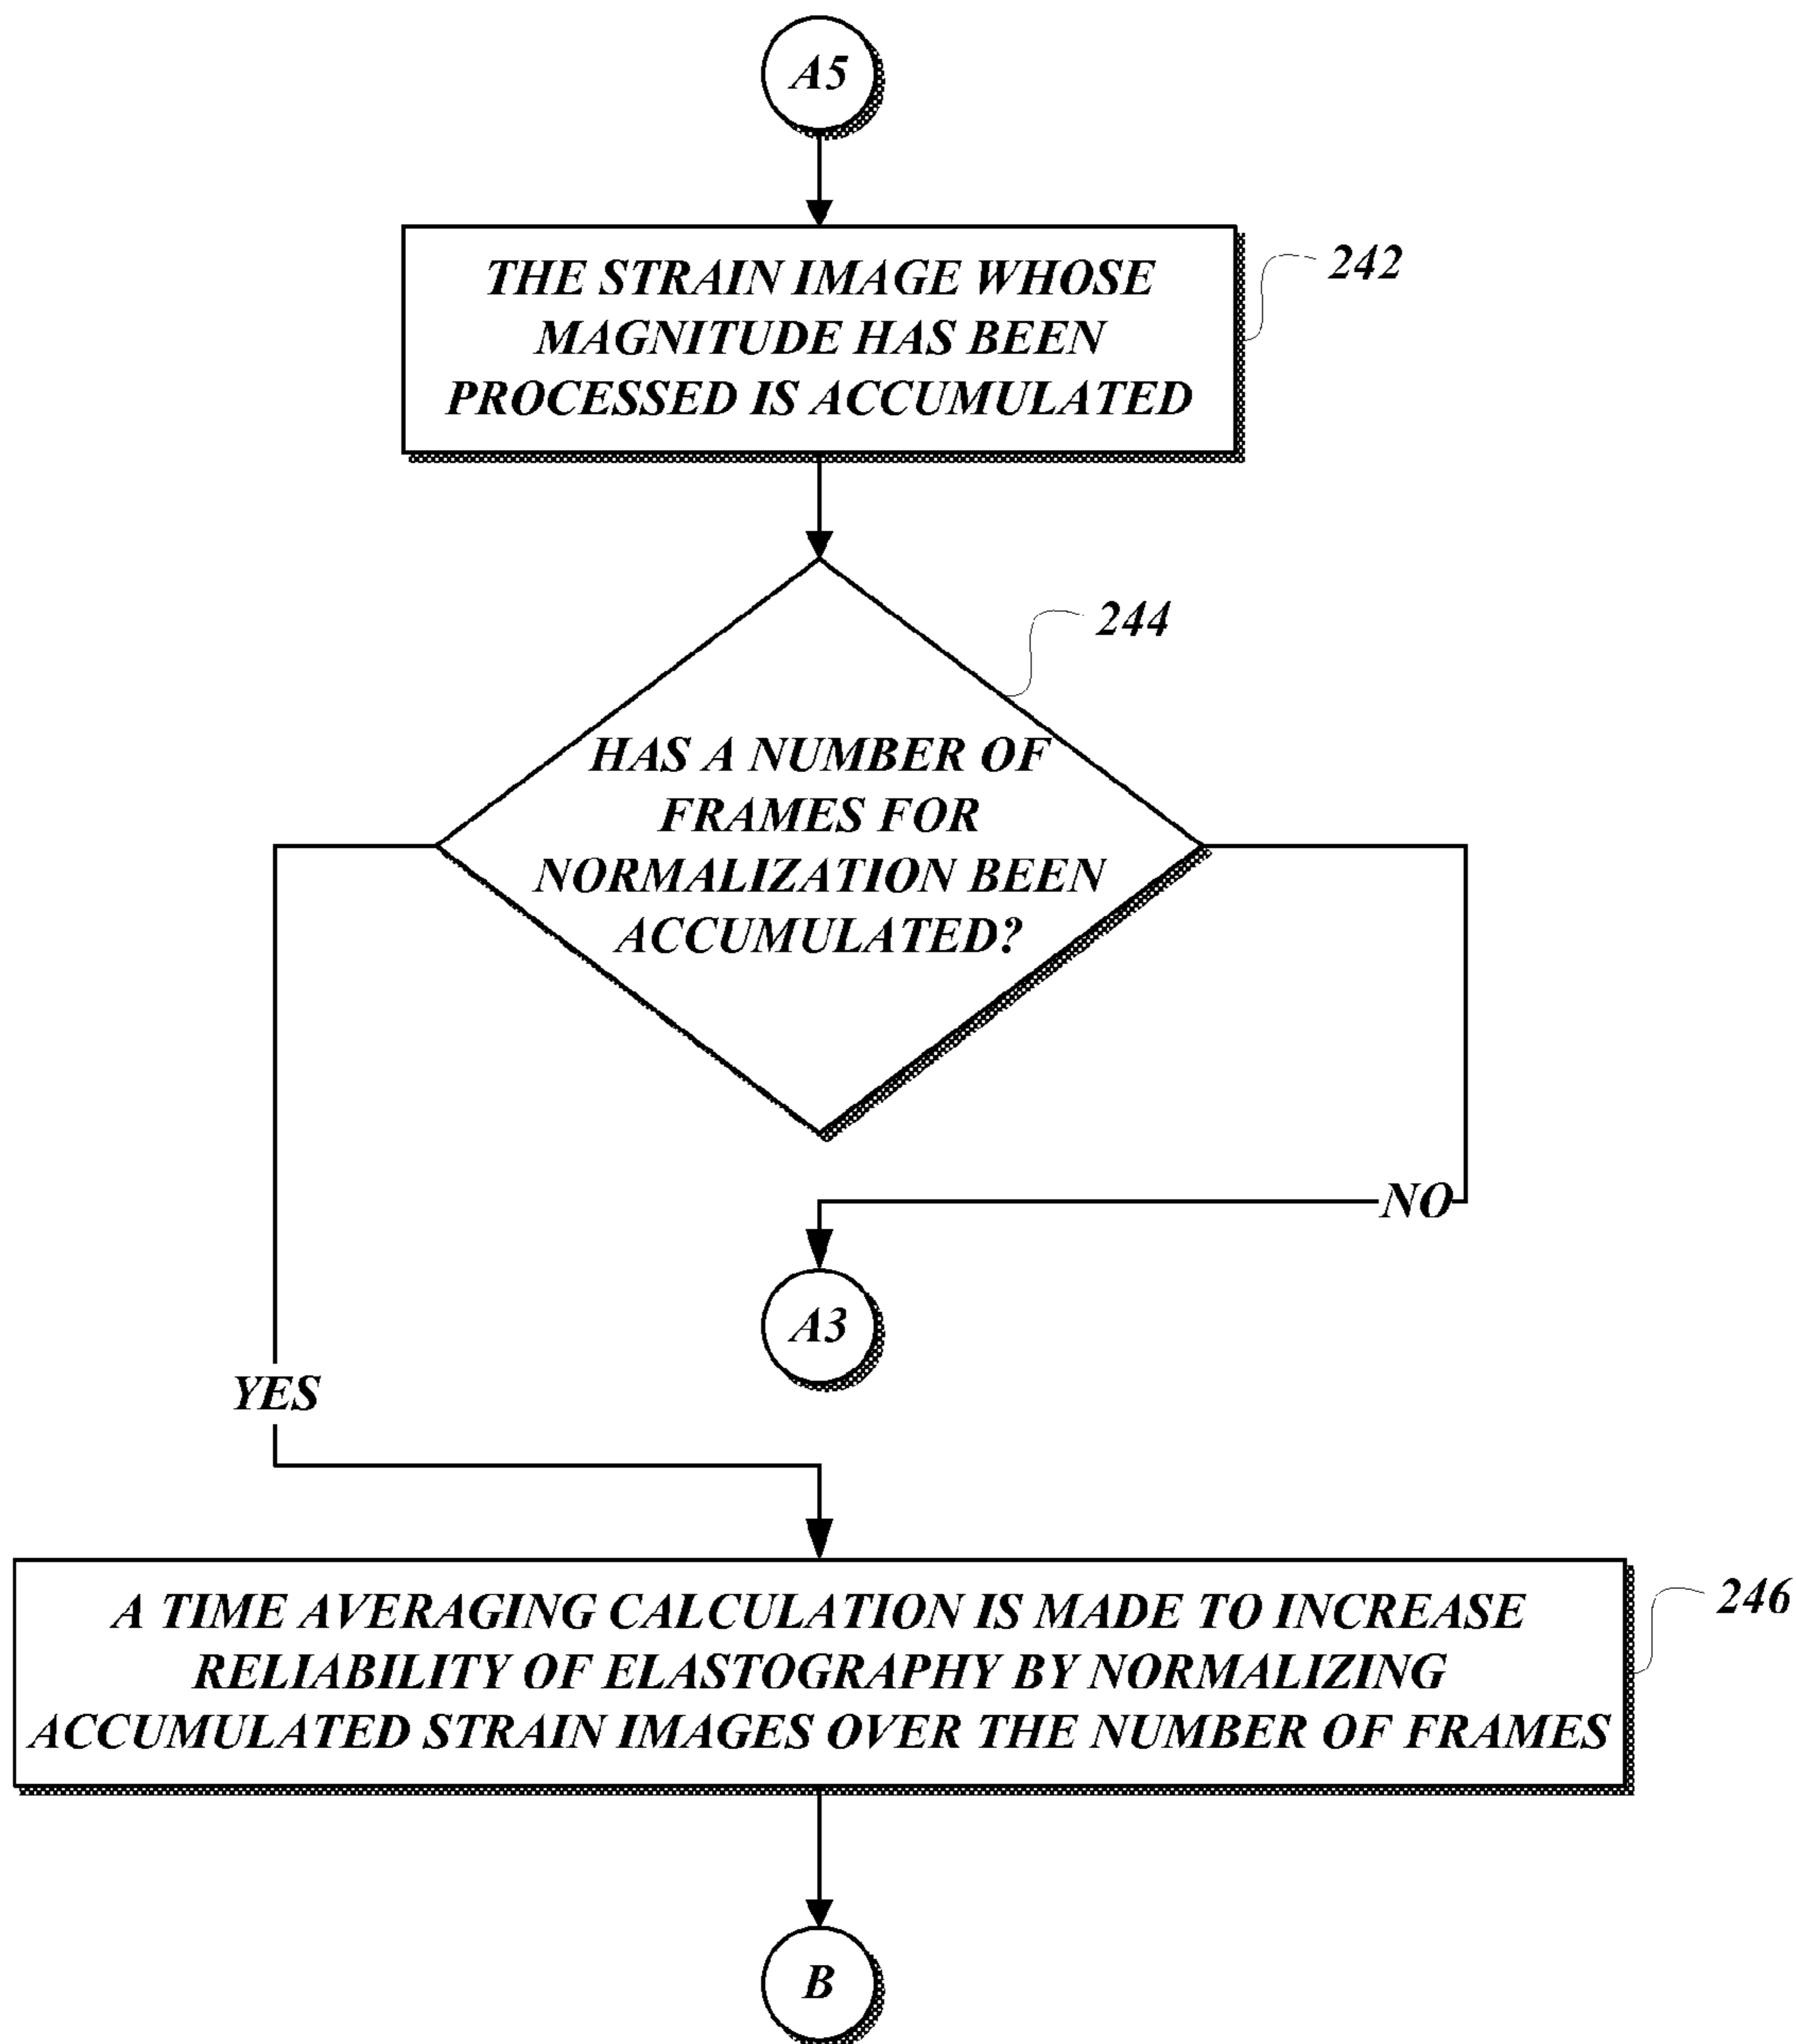 A5
THE STRAIN IMAGE WHOSE
MAGNITUDE HAS BEEN
PROCESSED IS ACCUMULATED
242
244
HAS A NUMBER OF
FRAMES FOR
NORMALIZATION BEEN
ACCUMULATED?
NO
A3
YES
A TIME AVERAGING CALCULATION IS MADE TO INCREASE
RELIABILITY OF ELASTOGRAPHY BY NORMALIZING
ACCUMULATED STRAIN IMAGES OVER THE NUMBER OF FRAMES
246
B